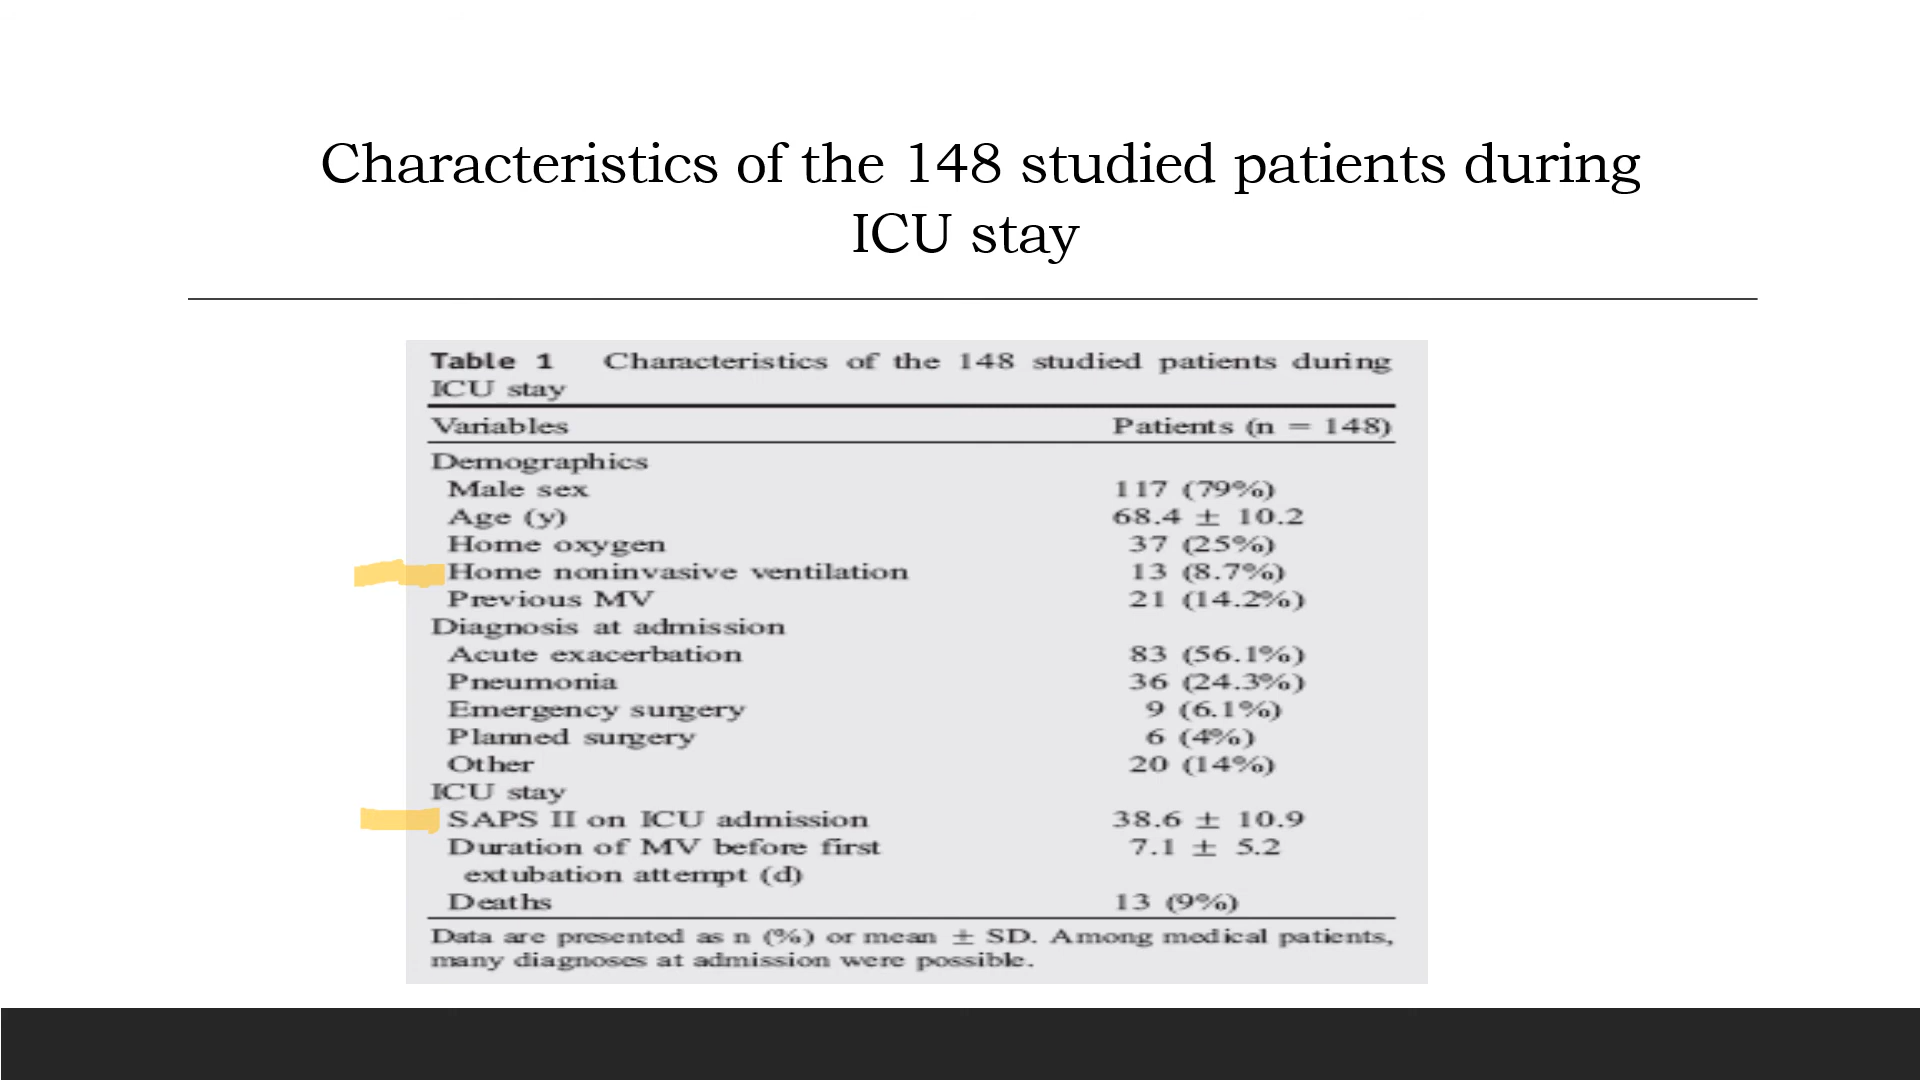 Characteristics of the 148 studied patients during
ICU stay
Table 1 Characteristics of the 148 studied patients during
ICU stay
Variables Patients (n = 148)
Demographics
Male sex 117 (79%)
Age (y) 68.4 ± 10.2
Home oxygen 37 (25%)
Home noninvasive ventilation 13 (8.7%)
Previous MV 21 (14.2%)
Diagnosis at admission
Acute exacerbation 83 (56.1%)
Pneumonia 36 (24.3%)
Emergency surgery 9 (6.1%)
Planned surgery 6 (4%)
Other 20 (14%)
ICU stay
SAPS II on ICU admission 38.6 ± 10.9
Duration of MV before first 7.1 ± 5.2
extubation attempt (d)
Deaths 13 (9%)
Data are presented as n (%) or mean ± SD. Among medical patients,
many diagnoses at admission were possible.